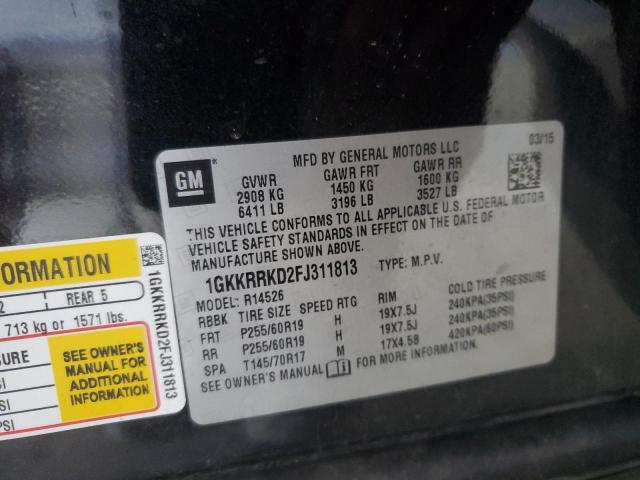 GM
MFD BY GENERAL MOTORS LLC
03/15
GVWR GAWR FRT GAWR RR
2908 KG 1450 KG 1600 KG
6411 LB 3196 LB 3527 LB
THIS VEHICLE CONFORMS TO ALL APPLICABLE U.S. FEDERAL MOTOR
VEHICLE SAFETY STANDARDS IN EFFECT ON THE DATE OF
MANUFACTURE SHOWN ABOVE.
1GKKRRKD2FJ311813 TYPE: M.P.V.
MODEL: R14526
RBBK TIRE SIZE SPEED RTG RIM COLD TIRE PRESSURE
FRT P255/60R19 H 19X7.5J 240KPA(35PSI)
RR P255/60R19 H 19X7.5J 240KPA(35PSI)
SPA T145/70R17 M 17X4.5B 420KPA(60PSI)
SEE OWNER'S MANUAL FOR MORE INFORMATION.
FORMATION
2 REAR 5
713 kg or 1571 lbs.
SURE
SI
SI
PSI
SEE OWNER'S
MANUAL FOR
ADDITIONAL
INFORMATION
1GKKRRKD2FJ311813